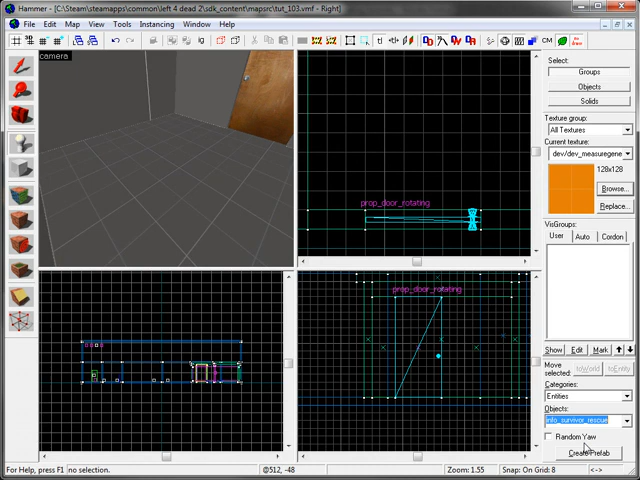 Hammer - [C:\Steam\steamapps\common\left 4 dead 2\sdk_content\mapsrc\tut_103.vmf - Right]
File Edit Map View Tools Instancing Window Help
camera
prop_door_rotating
prop_door_rotating
Select:
Groups
Objects
Solids
Texture group:
All Textures
Current texture:
dev/dev_measuregene
128x128
Browse...
Replace...
VisGroups:
User Auto Cordon
Show Edit Mark
Move selected:
toWorld toEntity
Categories:
Entities
Objects:
info_survivor_rescue
Random Yaw
Create Prefab
For Help, press F1 no selection. @512, -48 Zoom: 1.55 Snap: On Grid: 8 <->